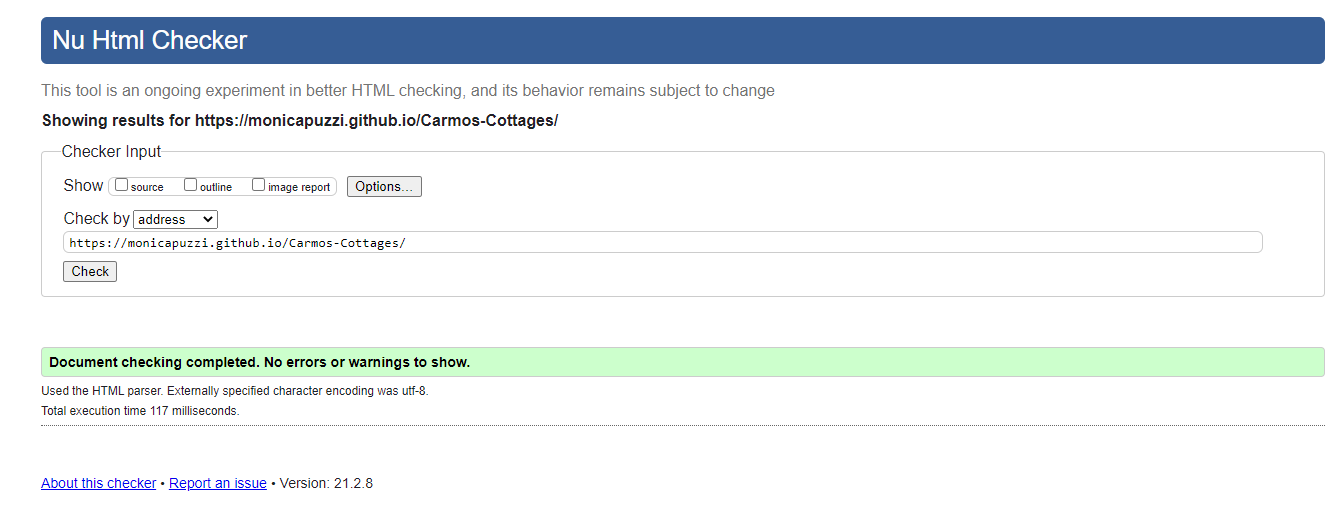 Nu Html Checker
This tool is an ongoing experiment in better HTML checking, and its behavior remains subject to change
Showing results for https://monicapuzzi.github.io/Carmos-Cottages/
Checker Input
Show source outline image report Options...
Check by address
https://monicapuzzi.github.io/Carmos-Cottages/
Check
Document checking completed. No errors or warnings to show.
Used the HTML parser. Externally specified character encoding was utf-8.
Total execution time 117 milliseconds.
About this checker • Report an issue • Version: 21.2.8